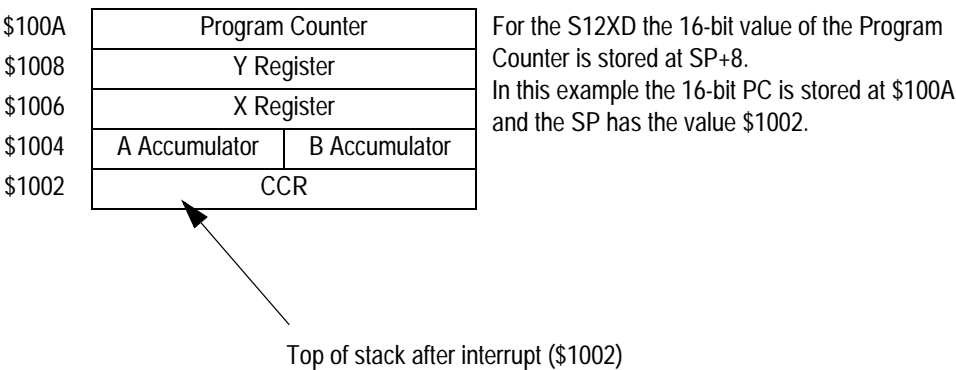 $100A Program Counter
$1008 Y Register
$1006 X Register
$1004 A Accumulator B Accumulator
$1002 CCR
For the S12XD the 16-bit value of the Program
Counter is stored at SP+8.
In this example the 16-bit PC is stored at $100A
and the SP has the value $1002.
Top of stack after interrupt ($1002)